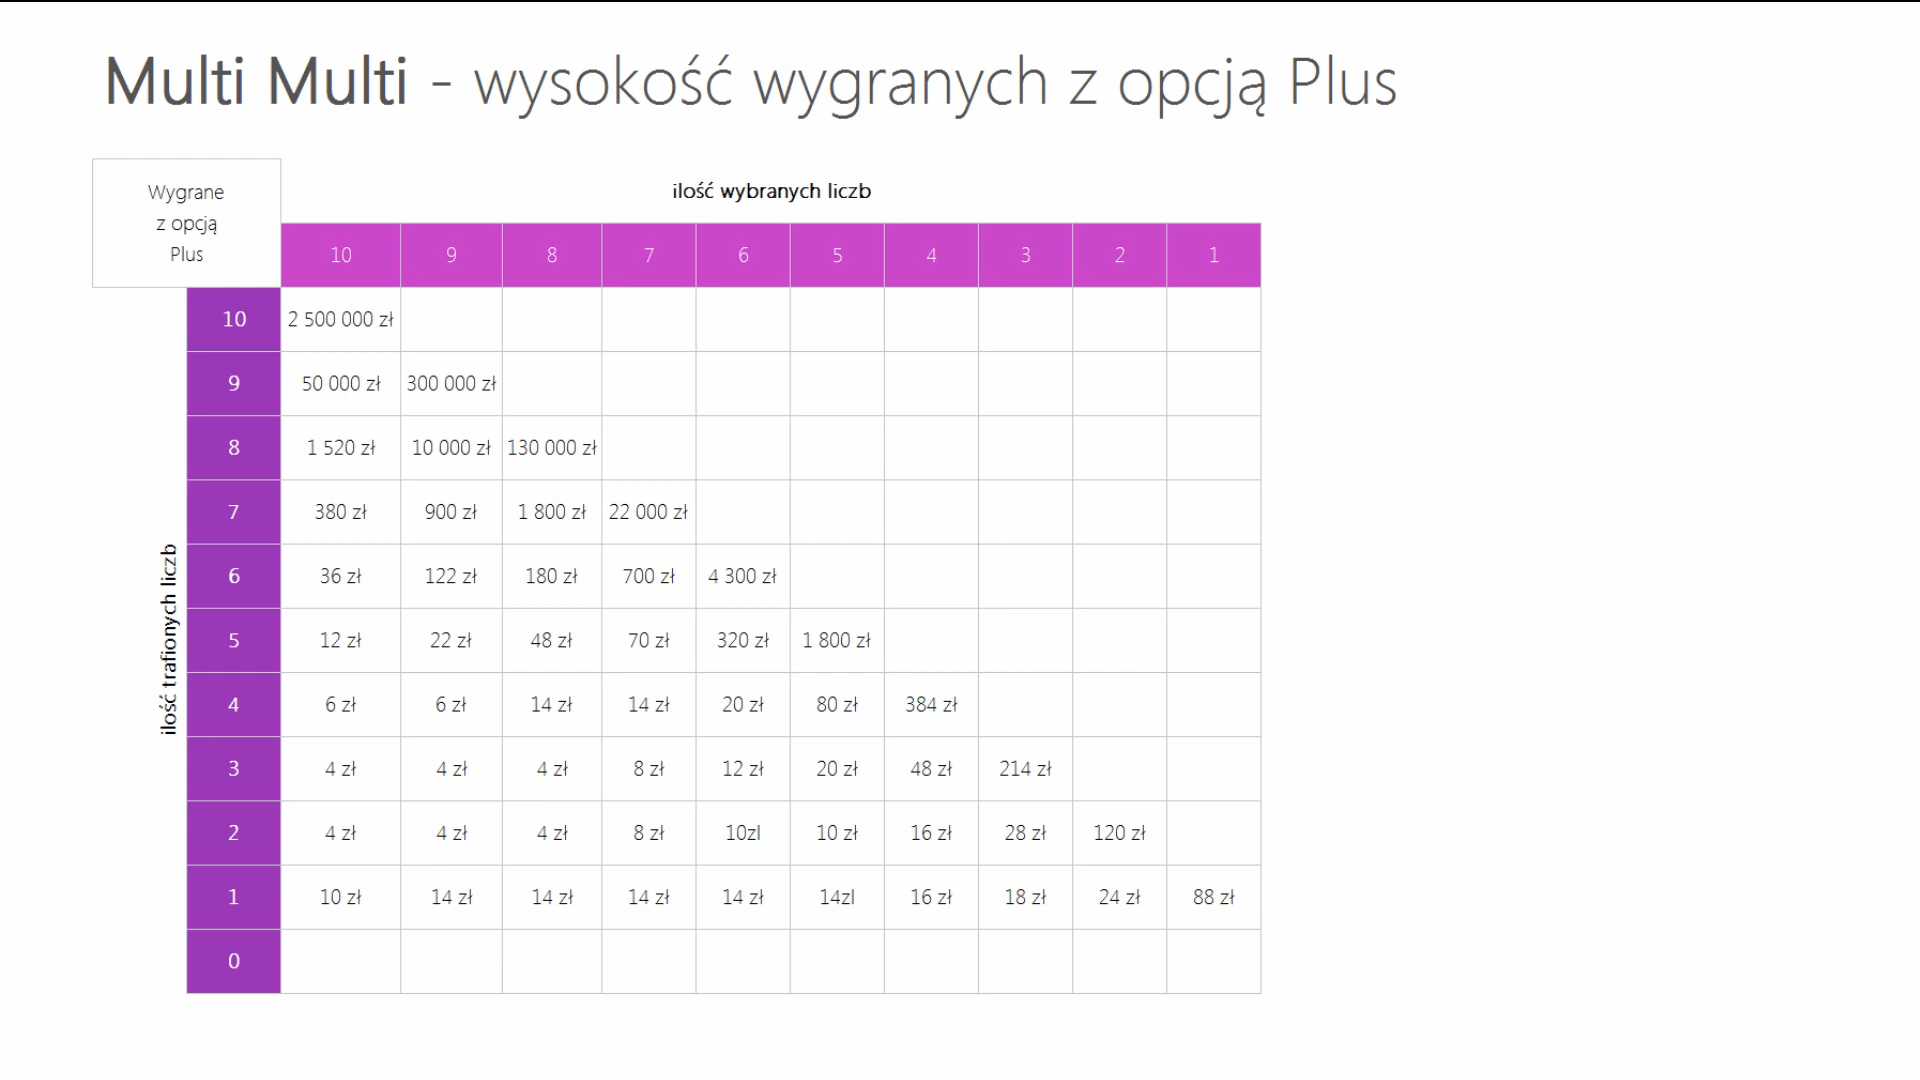 Multi Multi - wysokość wygranych z opcją Plus
Wygrane
z opcją
Plus
ilość wybranych liczb
10 9 8 7 6 5 4 3 2 1
ilość trafionych liczb
10 2 500 000 zł
9 50 000 zł 300 000 zł
8 1 520 zł 10 000 zł 130 000 zł
7 380 zł 900 zł 1 800 zł 22 000 zł
6 36 zł 122 zł 180 zł 700 zł 4 300 zł
5 12 zł 22 zł 48 zł 70 zł 320 zł 1 800 zł
4 6 zł 6 zł 14 zł 14 zł 20 zł 80 zł 384 zł
3 4 zł 4 zł 4 zł 8 zł 12 zł 20 zł 48 zł 214 zł
2 4 zł 4 zł 4 zł 8 zł 10zl 10 zł 16 zł 28 zł 120 zł
1 10 zł 14 zł 14 zł 14 zł 14 zł 14zl 16 zł 18 zł 24 zł 88 zł
0